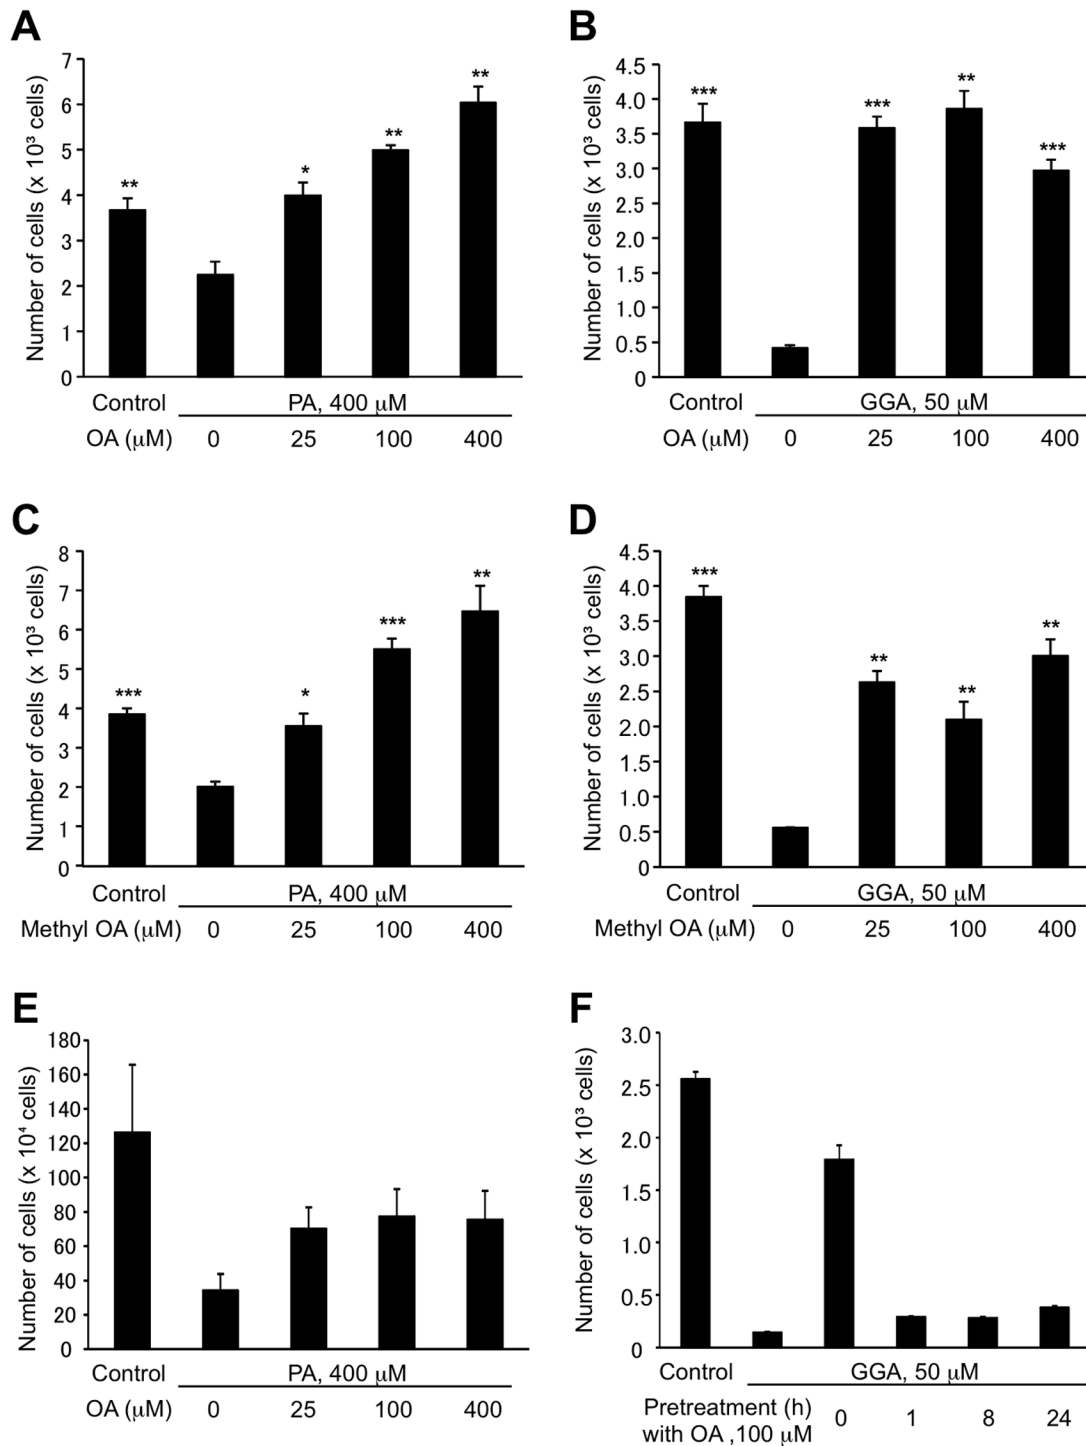 A
Number of cells (x 10³ cells)
7
6
5
4
3
2
1
0
** * ** **
Control PA, 400 μM
OA (μM) 0 25 100 400
B
Number of cells (x 10³ cells)
4.5
4.0
3.5
3.0
2.5
2.0
1.5
1.0
0.5
0
*** *** ** ***
Control GGA, 50 μM
OA (μM) 0 25 100 400
C
Number of cells (x 10³ cells)
8
7
6
5
4
3
2
1
0
*** * *** **
Control PA, 400 μM
Methyl OA (μM) 0 25 100 400
D
Number of cells (x 10³ cells)
4.5
4.0
3.5
3.0
2.5
2.0
1.5
1.0
0.5
0
*** ** ** **
Control GGA, 50 μM
Methyl OA (μM) 0 25 100 400
E
Number of cells (x 10⁴ cells)
180
160
140
120
100
80
60
40
20
0
Control PA, 400 μM
OA (μM) 0 25 100 400
F
Number of cells (x 10³ cells)
3.0
2.5
2.0
1.5
1.0
0.5
0
Control GGA, 50 μM
Pretreatment (h) 0 1 8 24
with OA ,100 μM